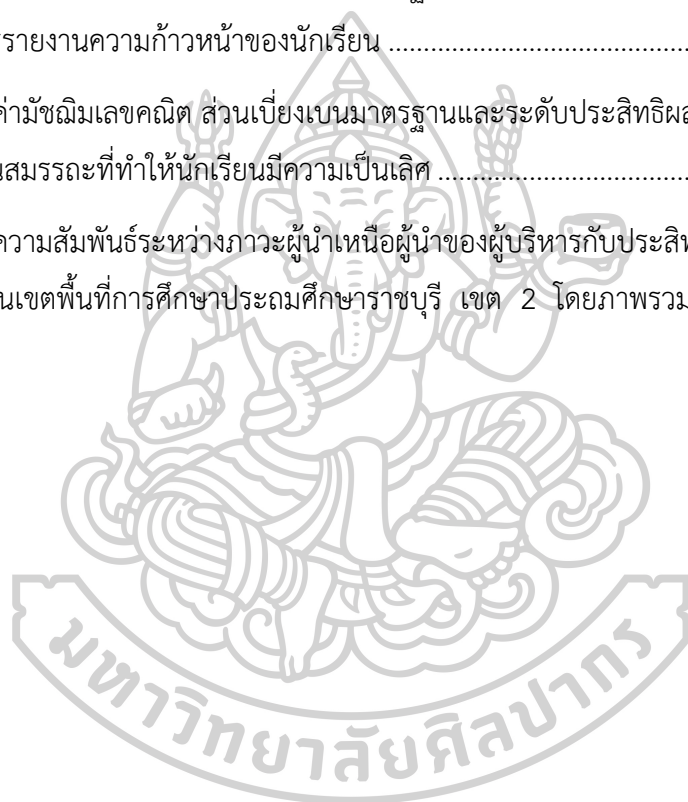 รรายงานความก้าวหน้าของนักเรียน
ค่ามัชฌิมเลขคณิต ส่วนเบี่ยงเบนมาตรฐานและระดับประสิทธิผล
นสมรรถะที่ทำให้นักเรียนมีความเป็นเลิศ
ความสัมพันธ์ระหว่างภาวะผู้นำเหนือผู้นำของผู้บริหารกับประสิท
นเขตพื้นที่การศึกษาประถมศึกษาราชบุรี เขต 2 โดยภาพรวม
มหาวิทยาลัยศิลปากร